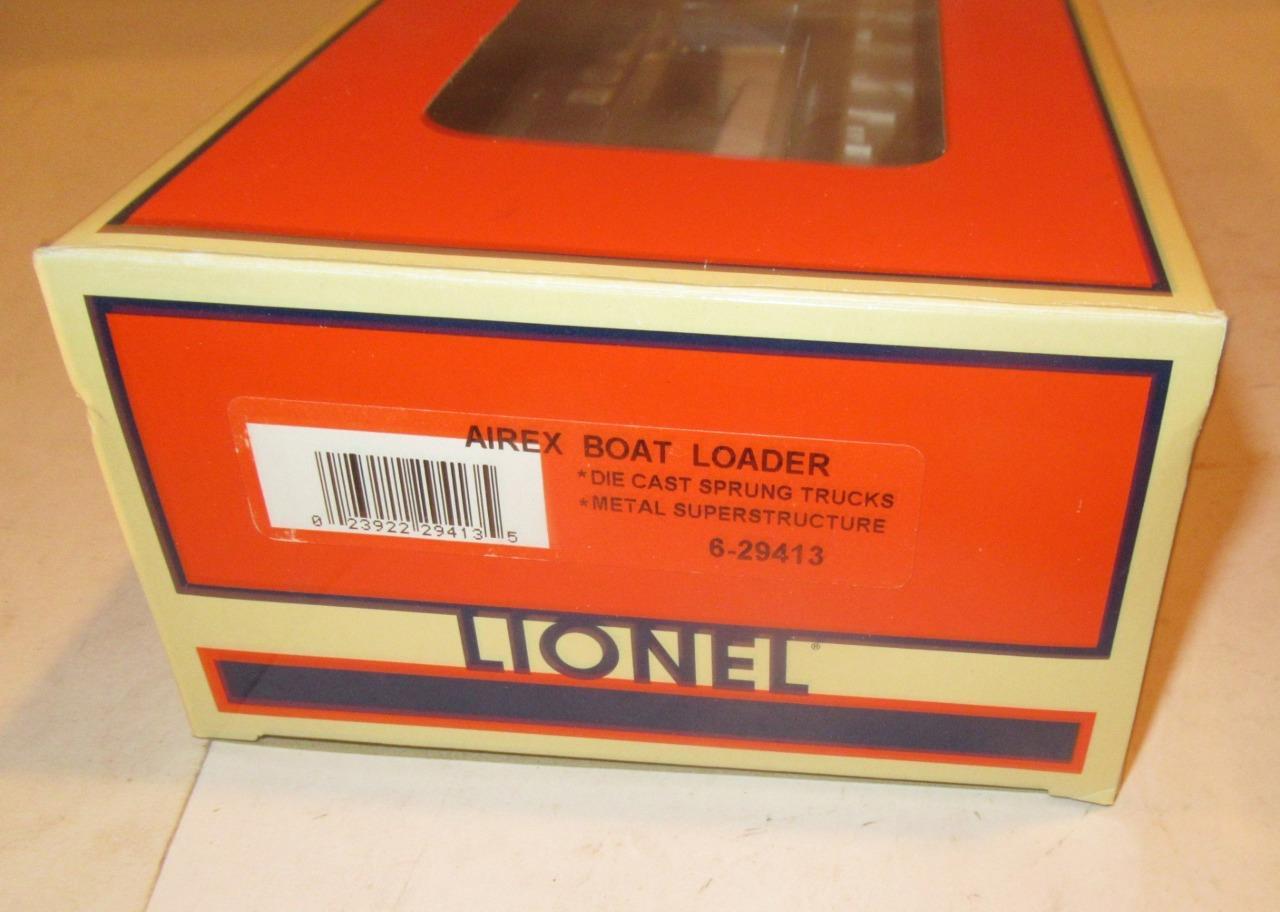 AIREX BOAT LOADER
*DIE CAST SPRUNG TRUCKS
*METAL SUPERSTRUCTURE
6-29413
0 23922 29413 5
LIONEL®